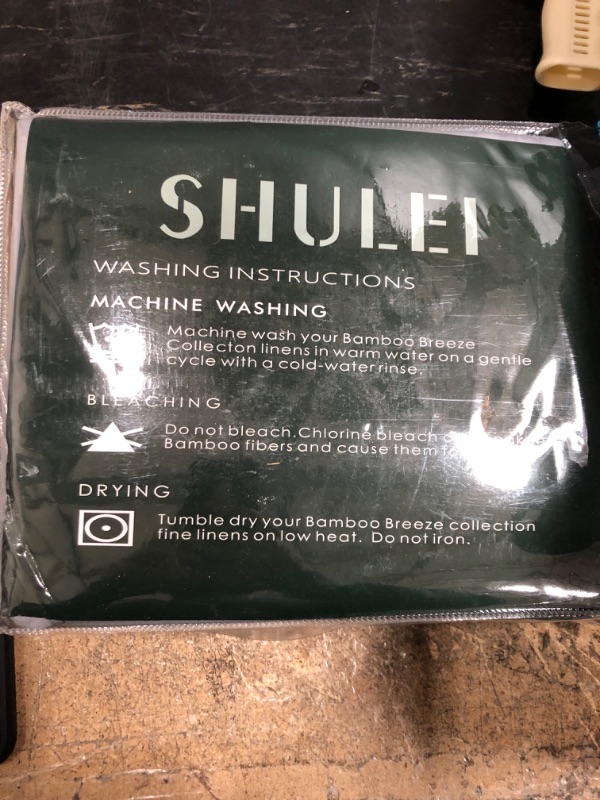 SHULEI
WASHING INSTRUCTIONS
MACHINE WASHING
Machine wash your Bamboo Breeze
Collecton linens in warm water on a gentle
cycle with a cold-water rinse.
BLEACHING
Do not bleach. Chlorine bleach
Bamboo fibers and cause them
DRYING
Tumble dry your Bamboo Breeze collection
fine linens on low heat. Do not iron.